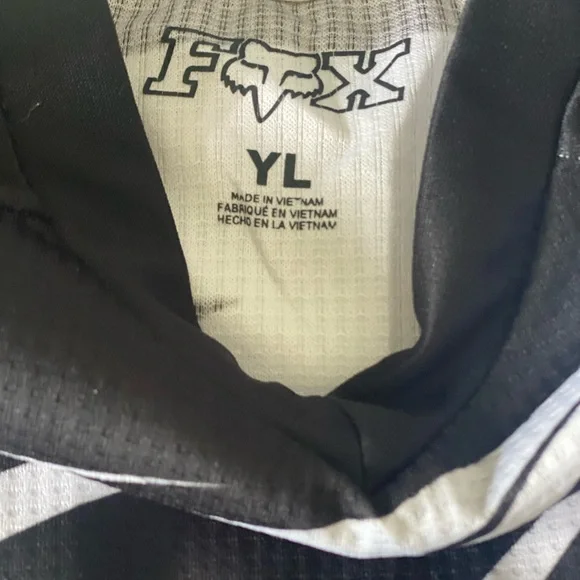 FOX
YL
MADE IN VIETNAM
FABRIQUÉ EN VIETNAM
HECHO EN LA VIETNAM